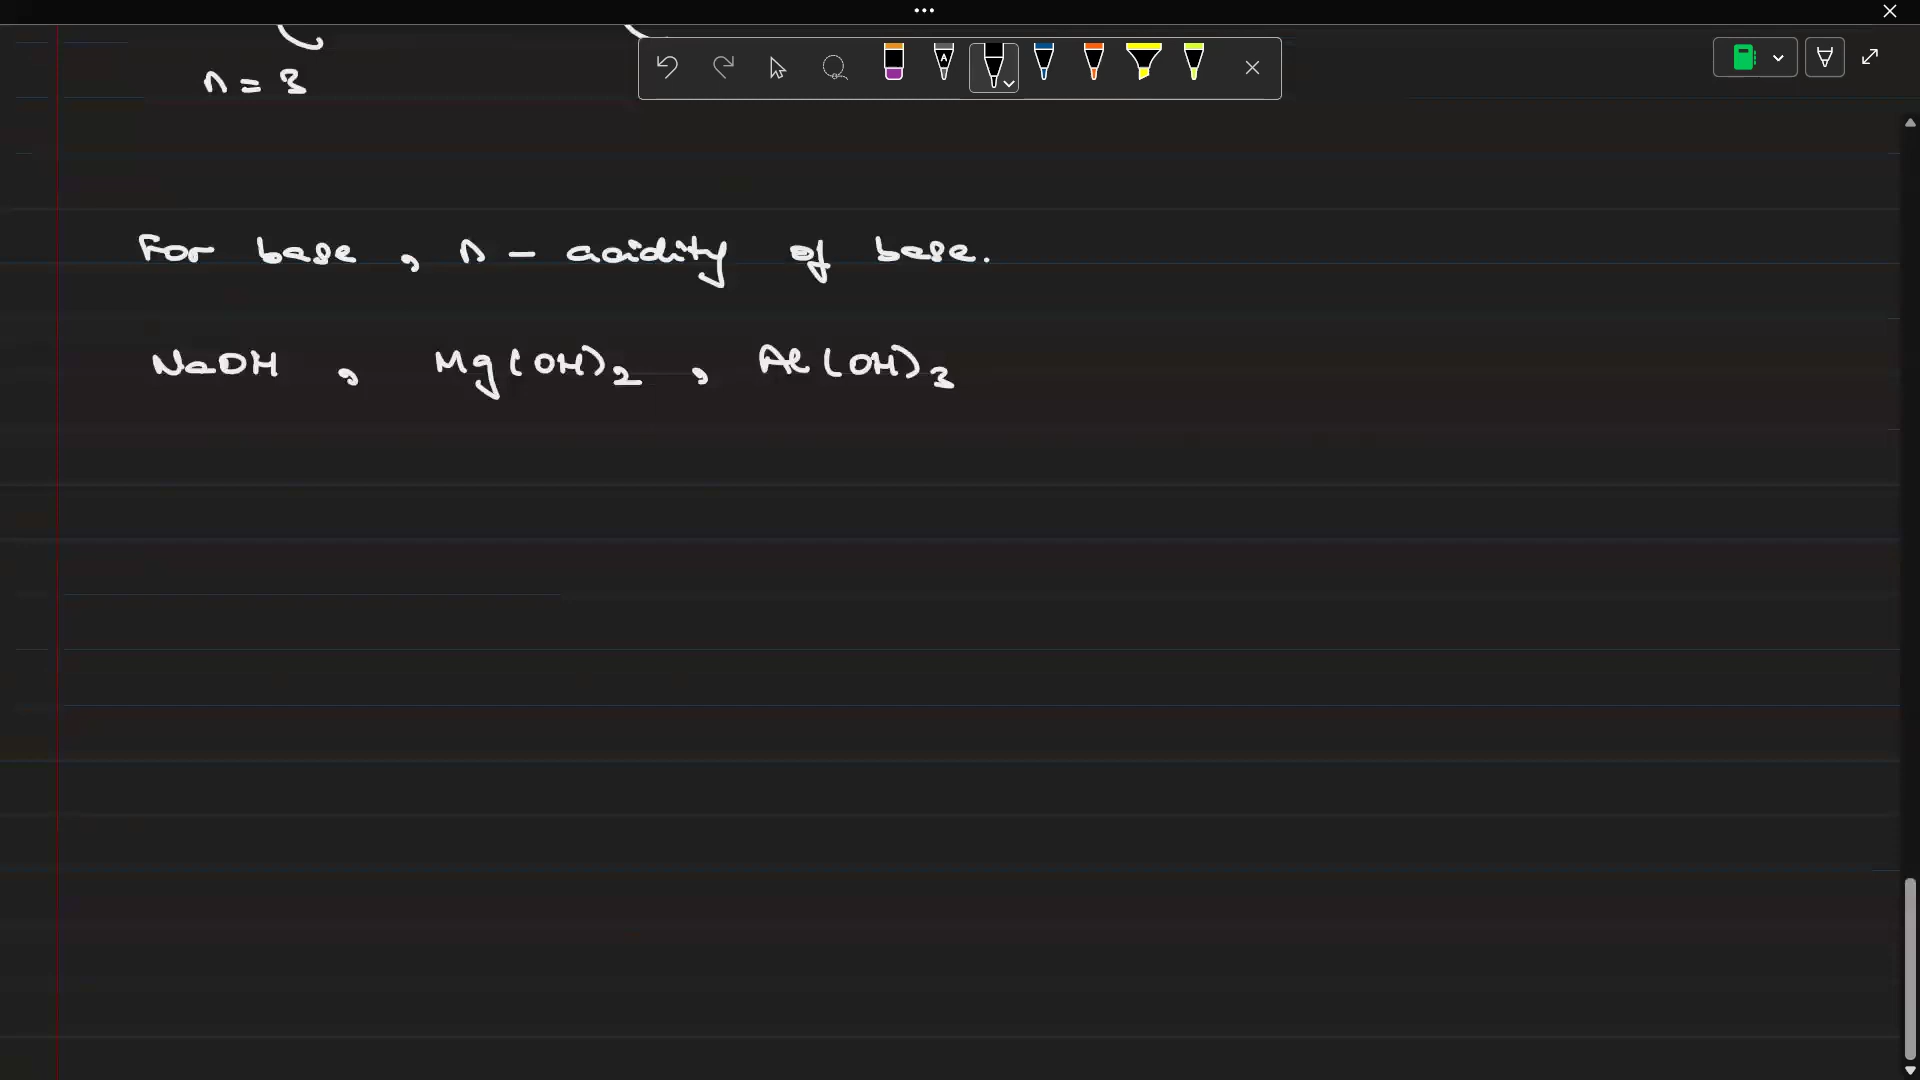 n = 3
For base , n - acidity of base.
NaOH , Mg(OH)₂ , Al(OH)₃